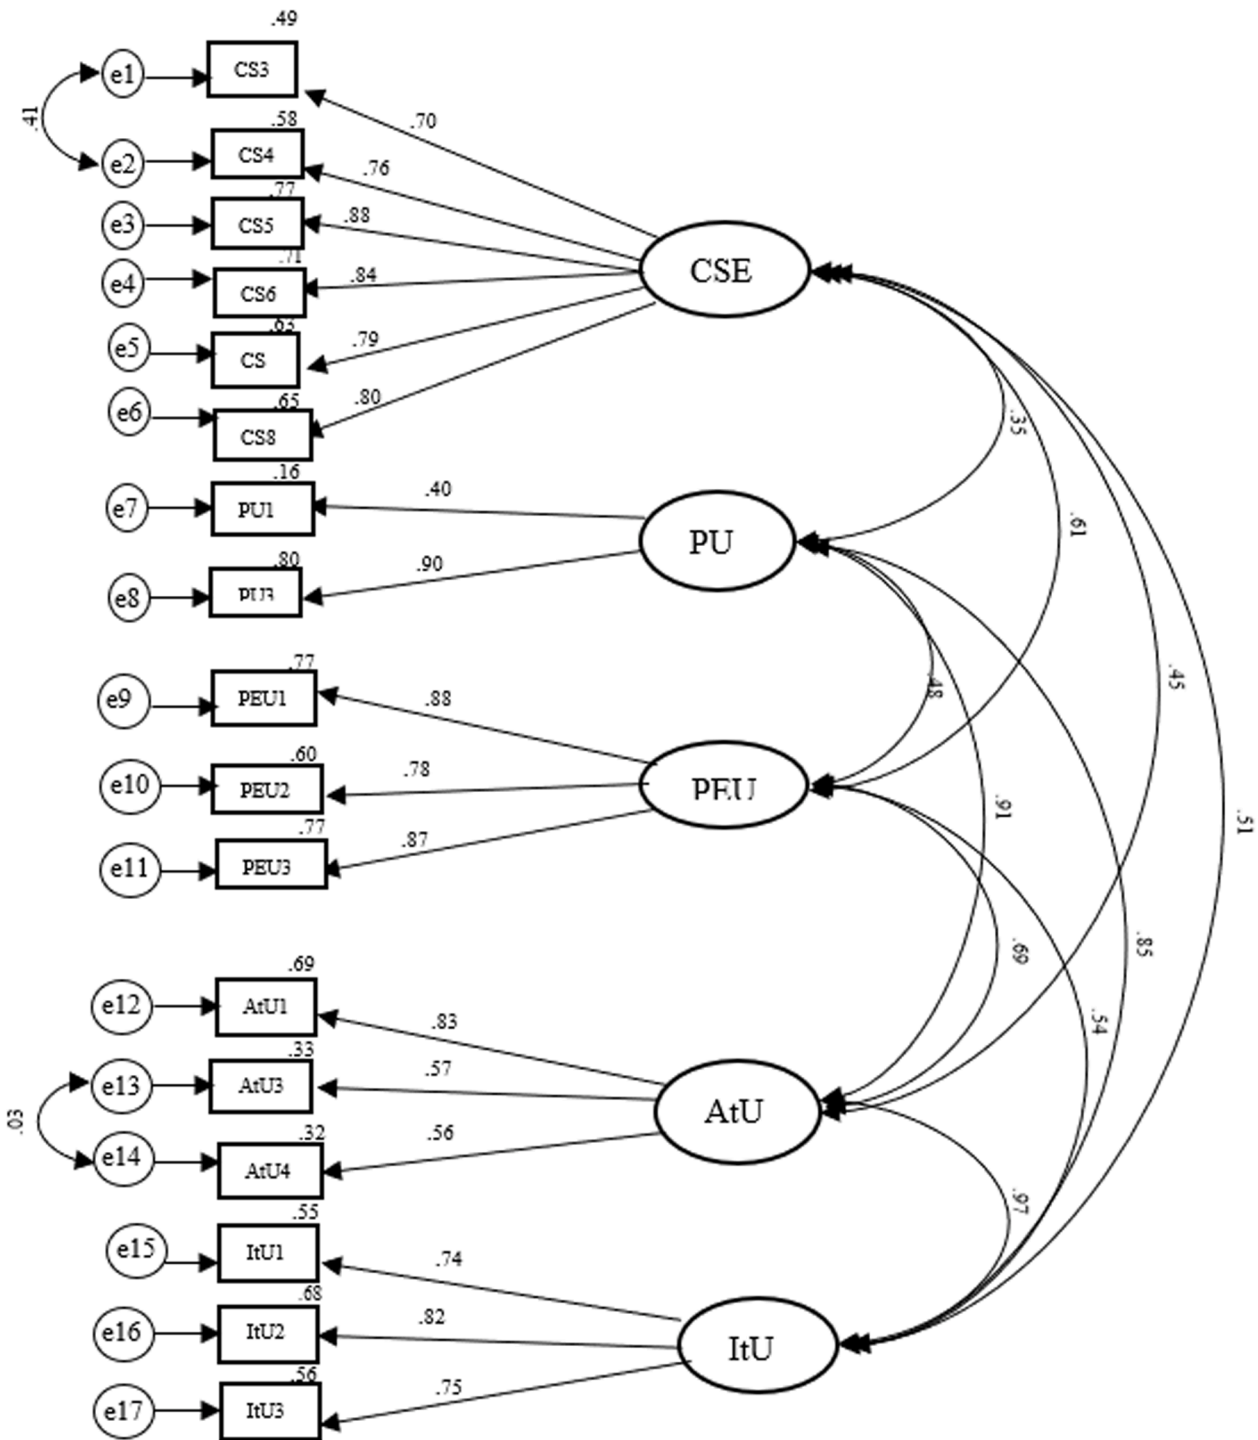 .49
e1
CS3
.41
.70
.58
e2
CS4
.76
.77
e3
CS5
.88
.71
e4
CS6
.84
CSE
.63
e5
CS
.79
.65
e6
CS8
.80
.35
.16
e7
PU1
.40
PU
.61
.80
e8
PU3
.90
.77
e9
PEU1
.88
.48
.45
.60
e10
PEU2
.78
PEU
.77
e11
PEU3
.87
.91
.51
.69
e12
AtU1
.83
.69
.85
.33
e13
AtU3
.57
.54
.03
AtU
.32
e14
AtU4
.56
.55
e15
ItU1
.74
.97
.68
e16
ItU2
.82
ItU
.56
e17
ItU3
.75